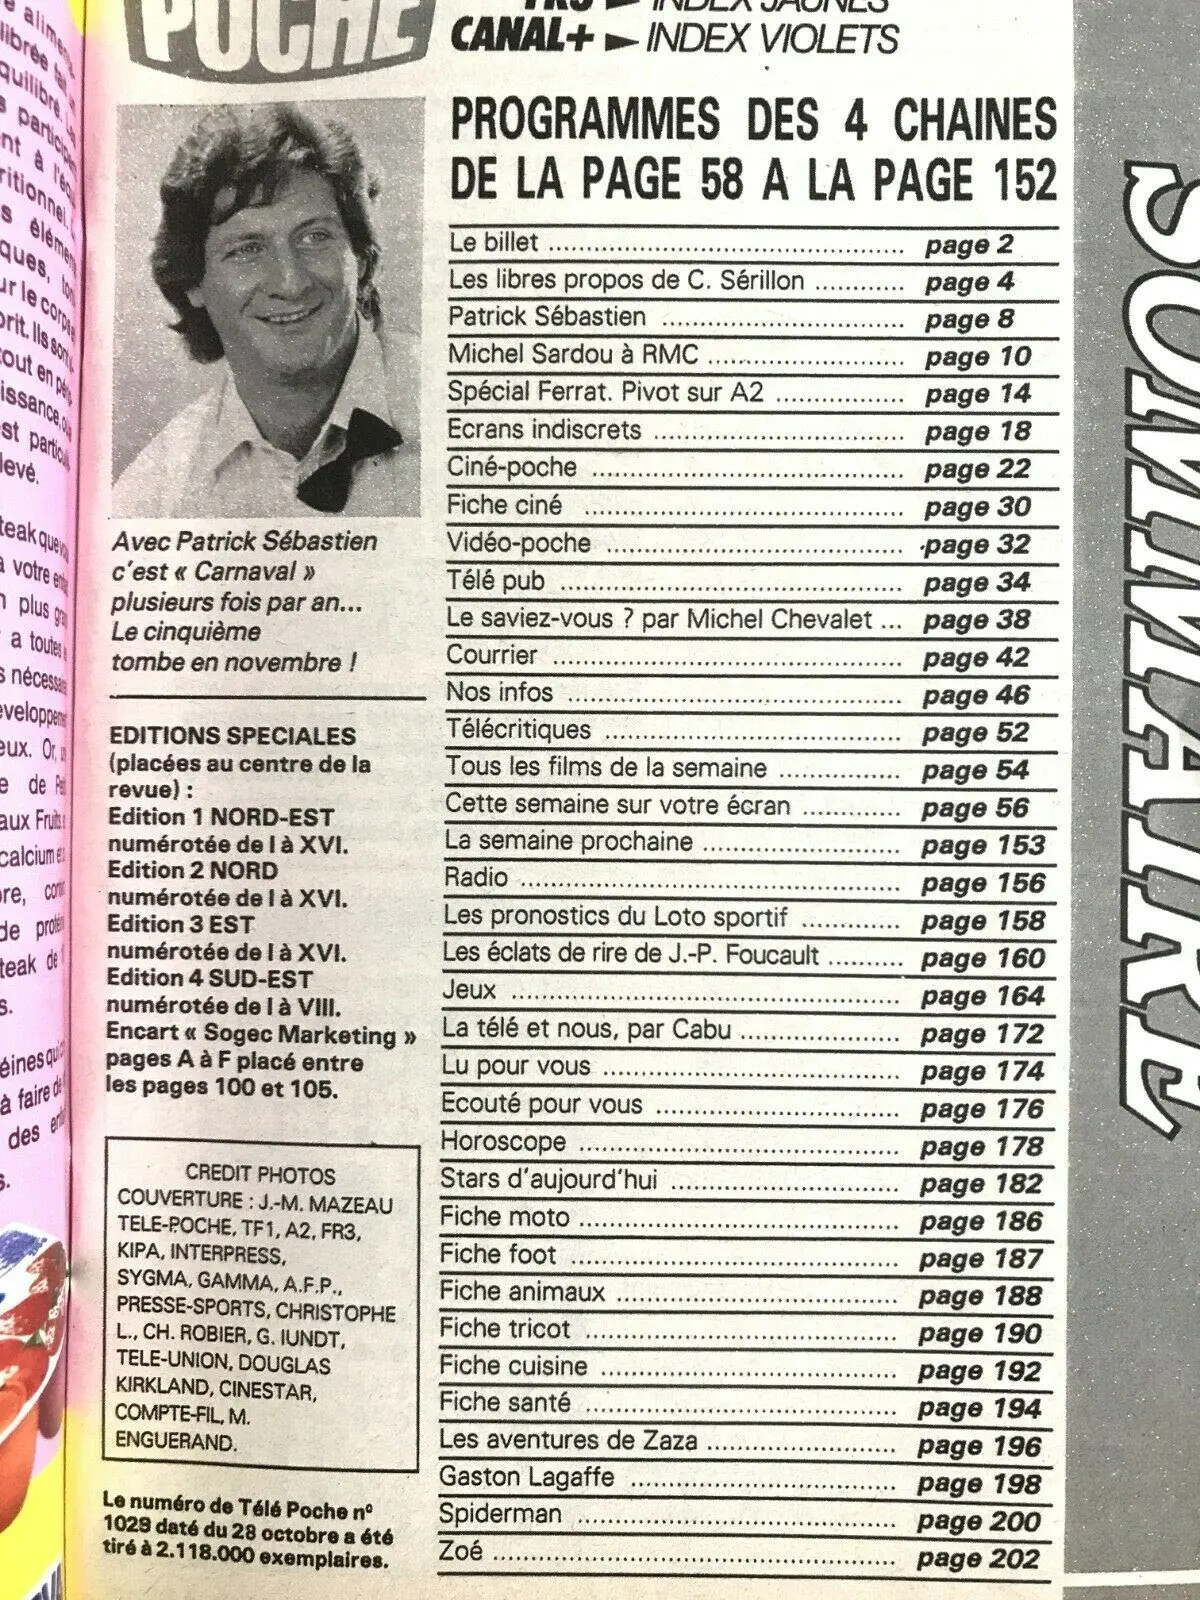 POCHE
INDEX JAUNES
CANAL+ ► INDEX VIOLETS
PROGRAMMES DES 4 CHAINES
DE LA PAGE 58 A LA PAGE 152
Le billet ........ page 2
Les libres propos de C. Sérillon ........ page 4
Patrick Sébastien ........ page 8
Michel Sardou à RMC ........ page 10
Spécial Ferrat. Pivot sur A2 ........ page 14
Ecrans indiscrets ........ page 18
Ciné-poche ........ page 22
Fiche ciné ........ page 30
Vidéo-poche ........ page 32
Télé pub ........ page 34
Le saviez-vous ? par Michel Chevalet ... page 38
Courrier ........ page 42
Nos infos ........ page 46
Télécritiques ........ page 52
Tous les films de la semaine ........ page 54
Cette semaine sur votre écran ........ page 56
La semaine prochaine ........ page 153
Radio ........ page 156
Les pronostics du Loto sportif ........ page 158
Les éclats de rire de J.-P. Foucault ........ page 160
Jeux ........ page 164
La télé et nous, par Cabu ........ page 172
Lu pour vous ........ page 174
Ecouté pour vous ........ page 176
Horoscope ........ page 178
Stars d'aujourd'hui ........ page 182
Fiche moto ........ page 186
Fiche foot ........ page 187
Fiche animaux ........ page 188
Fiche tricot ........ page 190
Fiche cuisine ........ page 192
Fiche santé ........ page 194
Les aventures de Zaza ........ page 196
Gaston Lagaffe ........ page 198
Spiderman ........ page 200
Zoé ........ page 202
Avec Patrick Sébastien
c'est « Carnaval »
plusieurs fois par an...
Le cinquième
tombe en novembre !
EDITIONS SPECIALES
(placées au centre de la
revue) :
Edition 1 NORD-EST
numérotée de I à XVI.
Edition 2 NORD
numérotée de I à XVI.
Edition 3 EST
numérotée de I à XVI.
Edition 4 SUD-EST
numérotée de I à VIII.
Encart « Sogec Marketing »
pages A à F placé entre
les pages 100 et 105.
CREDIT PHOTOS
COUVERTURE : J.-M. MAZEAU
TELE-POCHE, TF1, A2, FR3,
KIPA, INTERPRESS,
SYGMA, GAMMA, A.F.P.,
PRESSE-SPORTS, CHRISTOPHE
L., CH. ROBIER, G. IUNDT,
TELE-UNION, DOUGLAS
KIRKLAND, CINESTAR,
COMPTE-FIL, M.
ENGUERAND.
Le numéro de Télé Poche nº
1029 daté du 28 octobre a été
tiré à 2.118.000 exemplaires.
SOMMAIRE